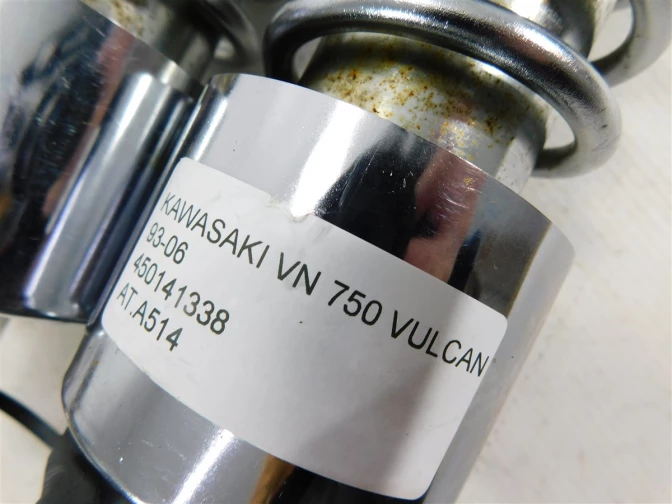 KAWASAKI VN 750 VULCAN
93-06
450141338
AT.A514